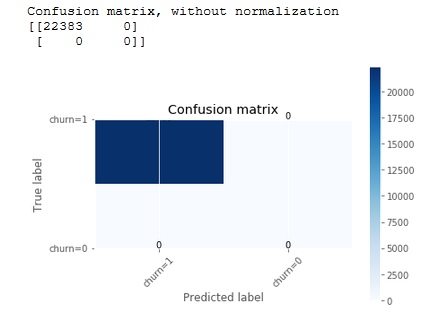 Confusion matrix, without normalization
[[22383     0]
 [    0     0]]
Confusion matrix
0
churn=1
True label
churn=0
0
0
churn=1
churn=0
Predicted label
20000
17500
15000
12500
10000
7500
5000
2500
0